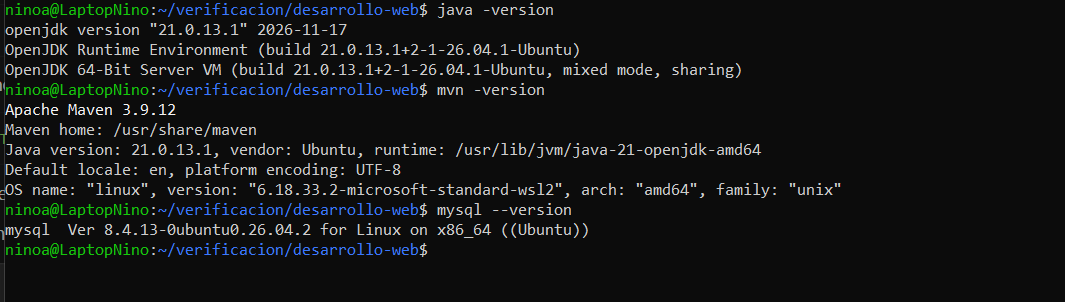 ninoa@LaptopNino:~/verificacion/desarrollo-web$ java -version
openjdk version "21.0.13.1" 2026-11-17
OpenJDK Runtime Environment (build 21.0.13.1+2-1-26.04.1-Ubuntu)
OpenJDK 64-Bit Server VM (build 21.0.13.1+2-1-26.04.1-Ubuntu, mixed mode, sharing)
ninoa@LaptopNino:~/verificacion/desarrollo-web$ mvn -version
Apache Maven 3.9.12
Maven home: /usr/share/maven
Java version: 21.0.13.1, vendor: Ubuntu, runtime: /usr/lib/jvm/java-21-openjdk-amd64
Default locale: en, platform encoding: UTF-8
OS name: "linux", version: "6.18.33.2-microsoft-standard-wsl2", arch: "amd64", family: "unix"
ninoa@LaptopNino:~/verificacion/desarrollo-web$ mysql --version
mysql  Ver 8.4.13-0ubuntu0.26.04.2 for Linux on x86_64 ((Ubuntu))
ninoa@LaptopNino:~/verificacion/desarrollo-web$